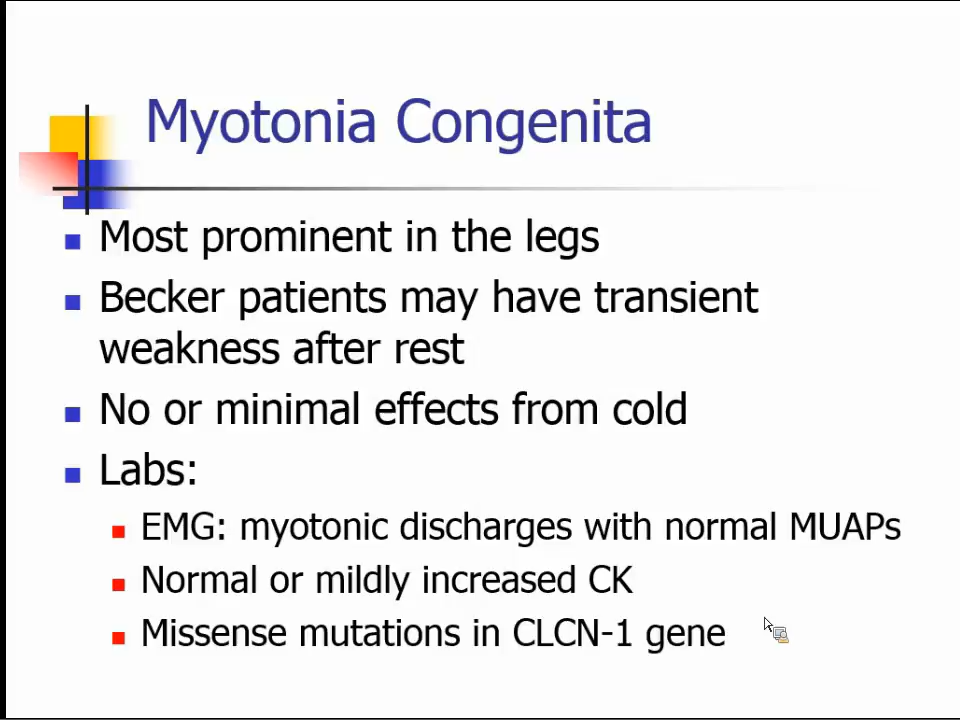 Myotonia Congenita
Most prominent in the legs
Becker patients may have transient
weakness after rest
No or minimal effects from cold
Labs:
EMG: myotonic discharges with normal MUAPs
Normal or mildly increased CK
Missense mutations in CLCN-1 gene